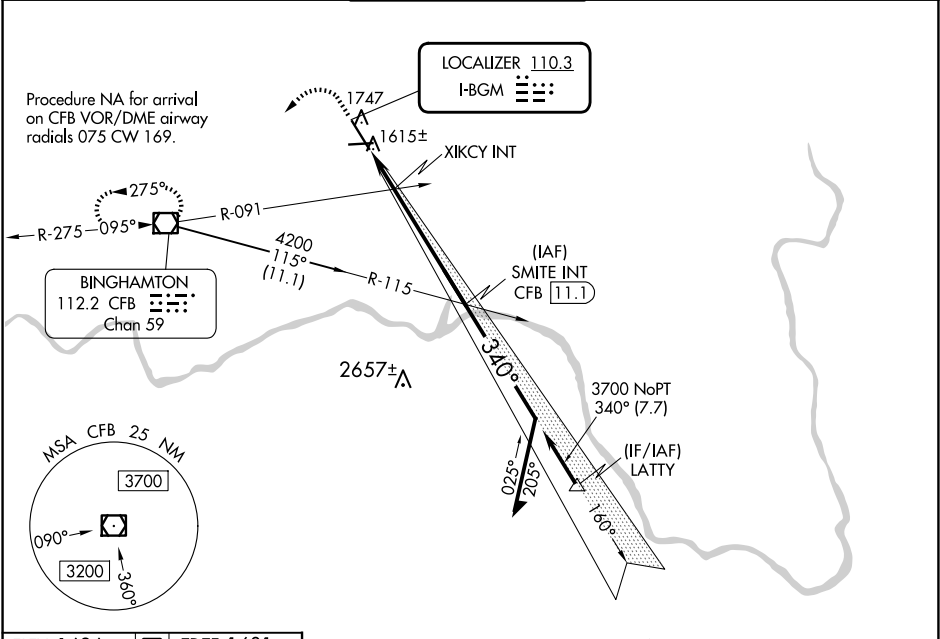 LOCALIZER 110.3
I-BGM
Procedure NA for arrival
on CFB VOR/DME airway
radials 075 CW 169.
1747
1615±
XIKCY INT
275°
R-275
095°
R-091
4200
115°
(11.1)
R-115
(IAF)
SMITE INT
CFB 11.1
BINGHAMTON
112.2 CFB
Chan 59
340°
2657±
3700 NoPT
340° (7.7)
(IF/IAF)
LATTY
025°
205°
160°
MSA CFB 25 NM
3700
090°
3200
360°